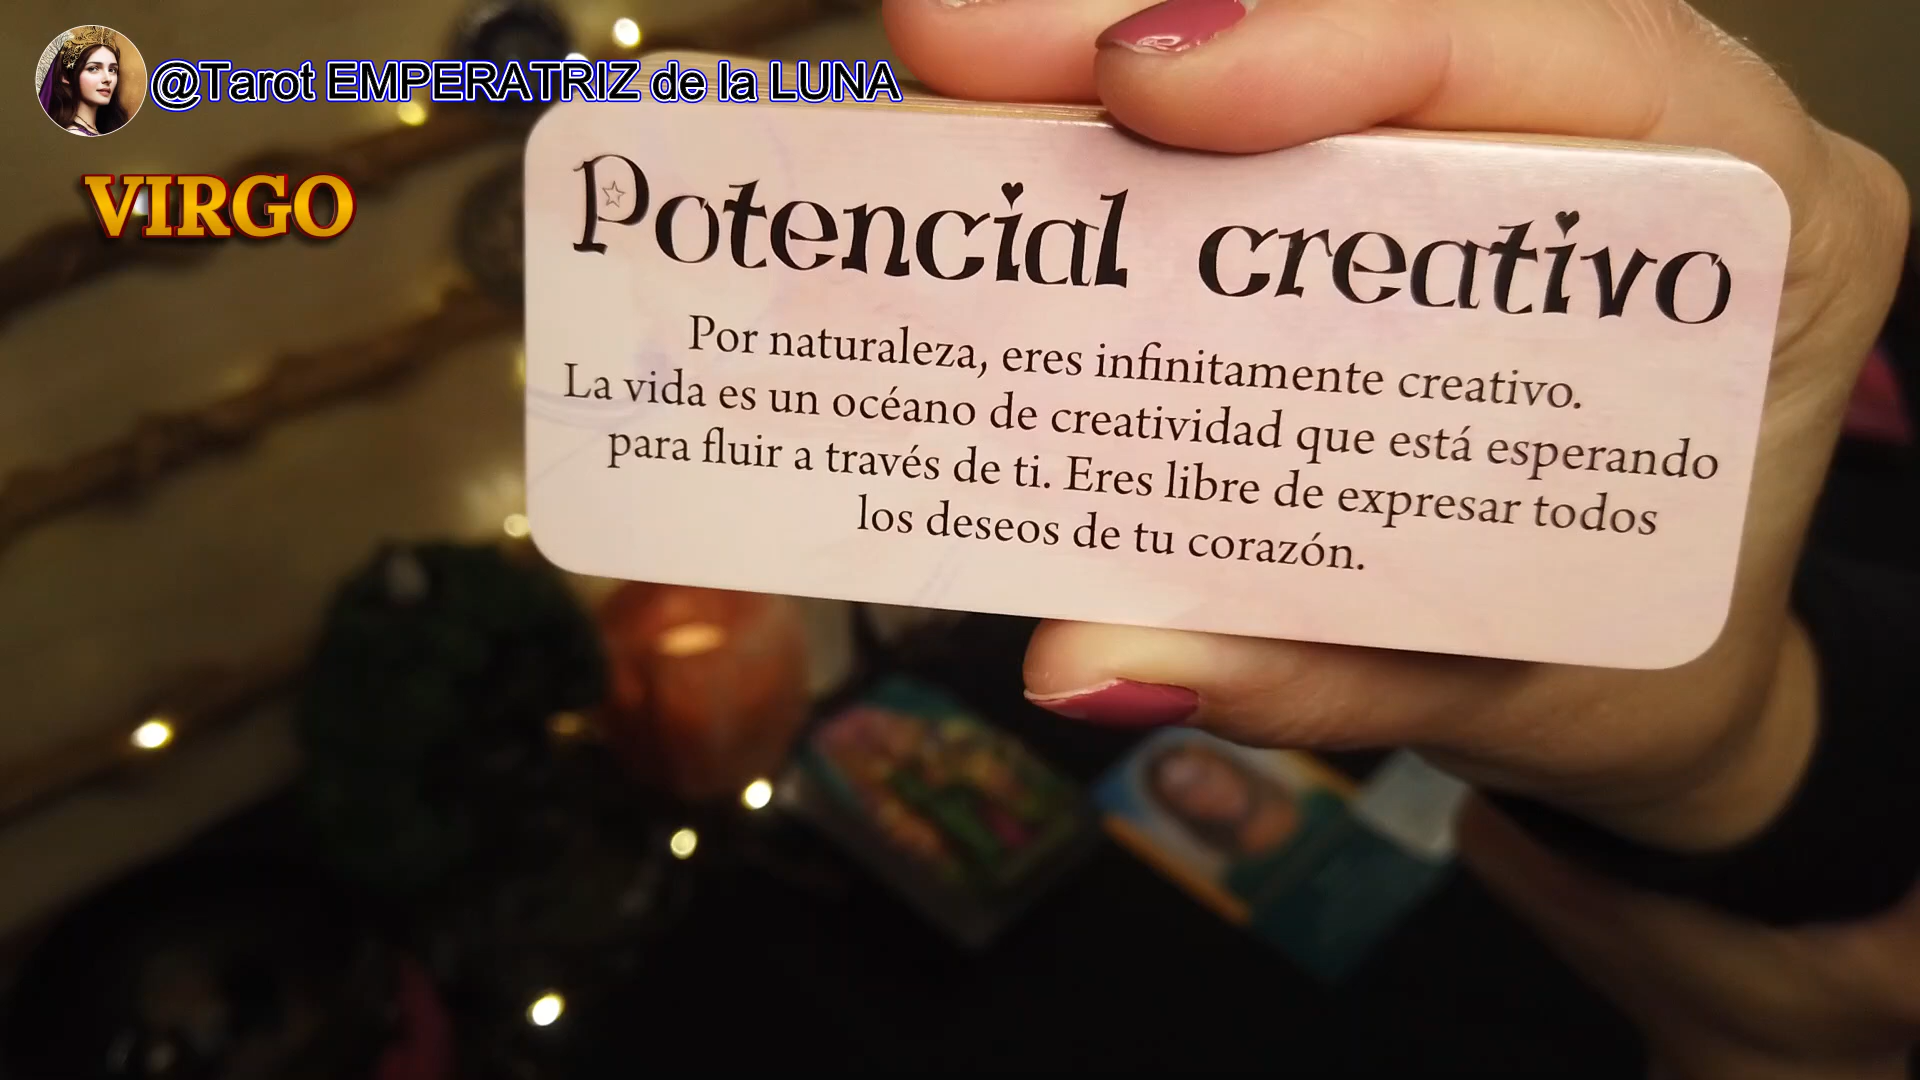 @Tarot EMPERATRIZ de la LUNA
VIRGO
Potencial creativo
Por naturaleza, eres infinitamente creativo.
La vida es un océano de creatividad que está esperando
para fluir a través de ti. Eres libre de expresar todos
los deseos de tu corazón.